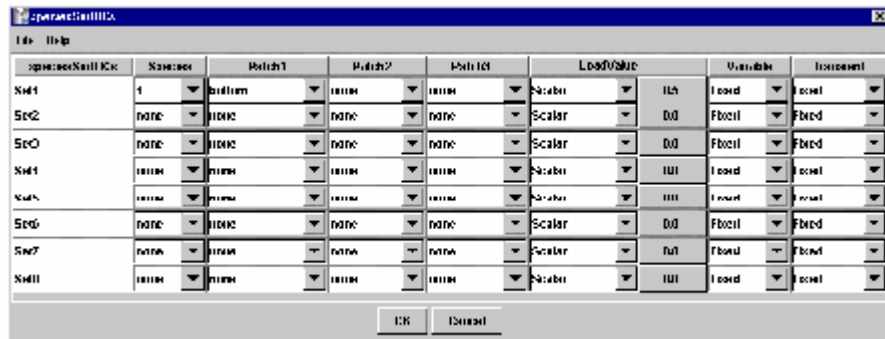 File Help
Species Patch1 Patch2 Patch3 LoadValue Variable
Set1 1 bottom none none Scalar 0.5 Fixed Fixed
Set2 none none none none Scalar 0.0 Fixed Fixed
Set3 none none none none Scalar 0.0 Fixed Fixed
Set4 none none none none Scalar 0.0 Fixed Fixed
Set5 none none none none Scalar 0.0 Fixed Fixed
Set6 none none none none Scalar 0.0 Fixed Fixed
Set7 none none none none Scalar 0.0 Fixed Fixed
Set8 none none none none Scalar 0.0 Fixed Fixed
OK Cancel